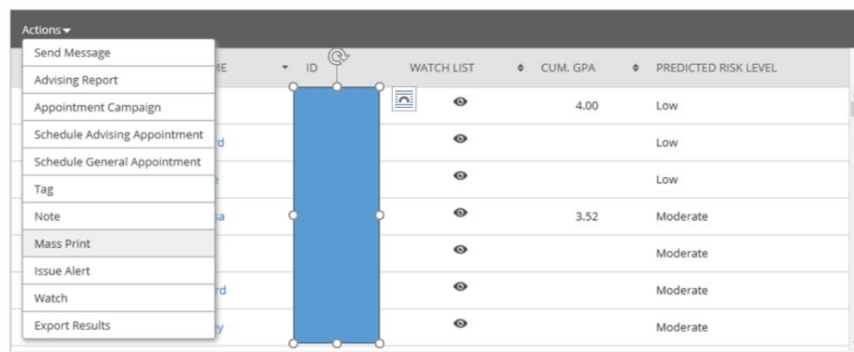 Actions
Send Message
Advising Report
Appointment Campaign
Schedule Advising Appointment
Schedule General Appointment
Tag
Note
Mass Print
Issue Alert
Watch
Export Results
ID WATCH LIST CUM. GPA PREDICTED RISK LEVEL
4.00 Low
Low
Low
3.52 Moderate
Moderate
Moderate
Moderate